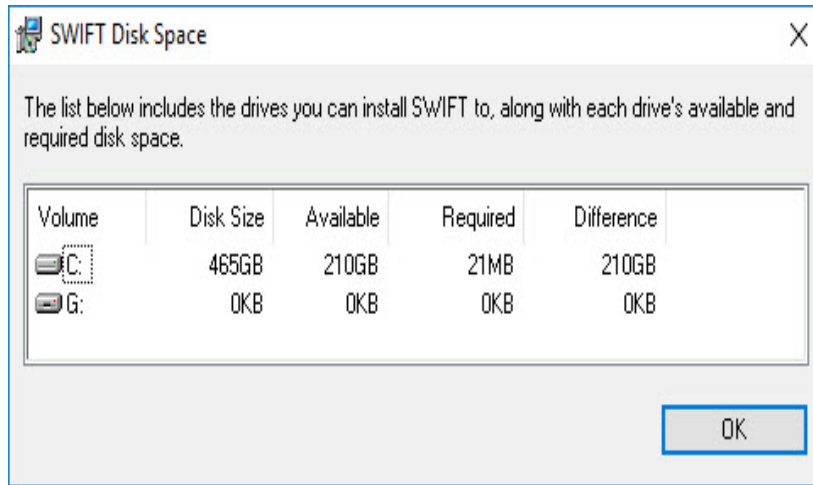 SWIFT Disk Space
The list below includes the drives you can install SWIFT to, along with each drive's available and
required disk space.
Volume Disk Size Available Required Difference
C: 465GB 210GB 21MB 210GB
G: 0KB 0KB 0KB 0KB
OK